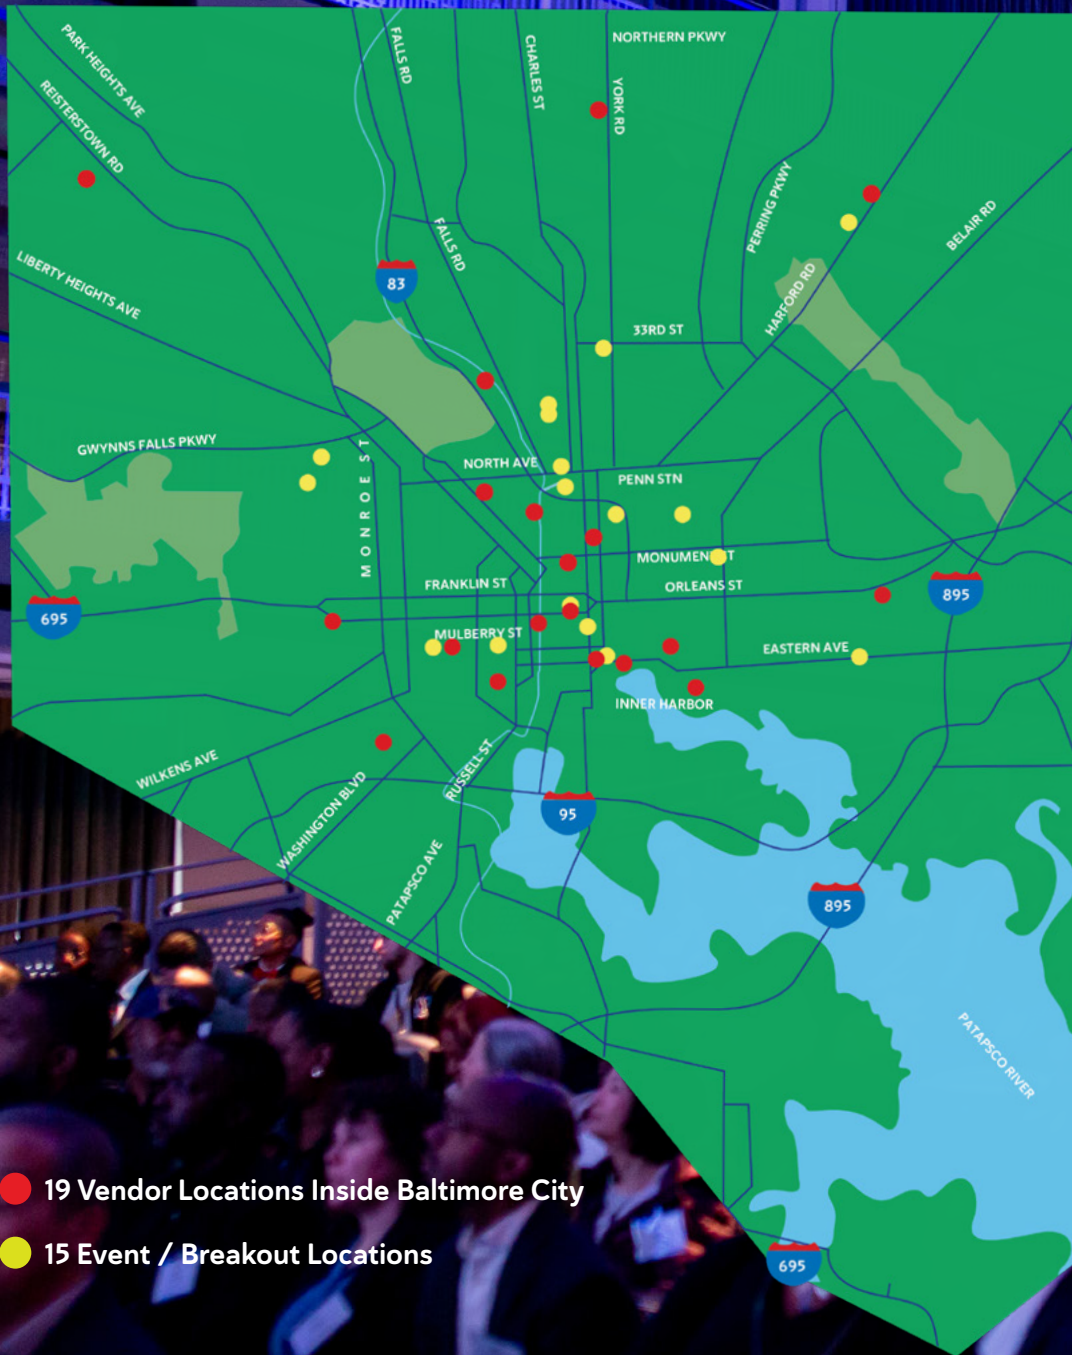 NORTHERN PKWY
PARK HEIGHTS AVE
FALLS RD
CHARLES ST
YORK RD
REISTERSTOWN RD
PERRING PKWY
BELAIR RD
FALLS RD
LIBERTY HEIGHTS AVE
83
HARFORD RD
33RD ST
GWYNNS FALLS PKWY
MONROE ST
NORTH AVE
PENN STN
MONUMENT ST
FRANKLIN ST
ORLEANS ST
895
695
MULBERRY ST
EASTERN AVE
INNER HARBOR
WILKENS AVE
RUSSELL ST
WASHINGTON BLVD
95
PATAPSCO AVE
895
PATAPSCO RIVER
19 Vendor Locations Inside Baltimore City
15 Event / Breakout Locations
695